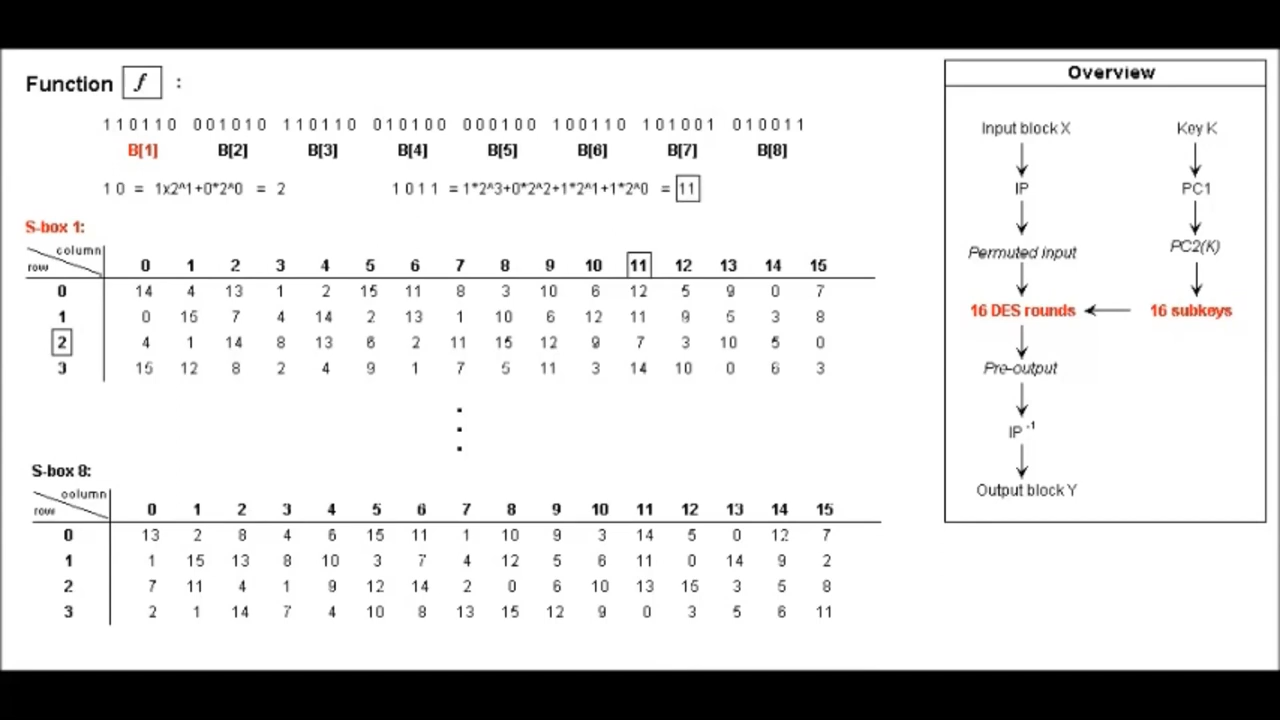 Function f :
110110 001010 110110 010100 000100 100110 101001 010011
B[1] B[2] B[3] B[4] B[5] B[6] B[7] B[8]
10 = 1x2^1+0*2^0 = 2 1011 =1*2^3+0*2^2+1*2^1+1*2^0 = 11
S-box 1:
column
row 0 1 2 3 4 5 6 7 8 9 10 11 12 13 14 15
0 14 4 13 1 2 15 11 8 3 10 6 12 5 9 0 7
1 0 15 7 4 14 2 13 1 10 6 12 11 9 5 3 8
2 4 1 14 8 13 6 2 11 15 12 9 7 3 10 5 0
3 15 12 8 2 4 9 1 7 5 11 3 14 10 0 6 3
S-box 8:
column
row 0 1 2 3 4 5 6 7 8 9 10 11 12 13 14 15
0 13 2 8 4 6 15 11 1 10 9 3 14 5 0 12 7
1 1 15 13 8 10 3 7 4 12 5 6 11 0 14 9 2
2 7 11 4 1 9 12 14 2 0 6 10 13 15 3 5 8
3 2 1 14 7 4 10 8 13 15 12 9 0 3 5 6 11
Overview
Input block X Key K
IP PC1
Permuted input PC2(K)
16 DES rounds 16 subkeys
Pre-output
IP -1
Output block Y